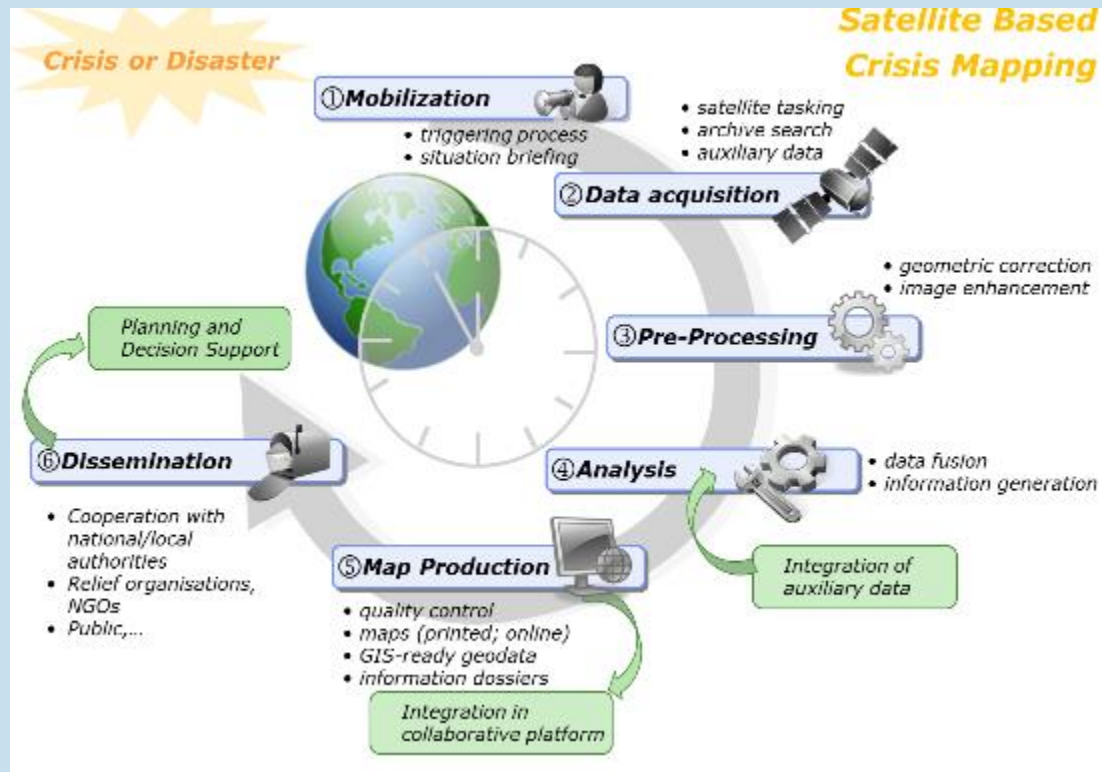 Crisis or Disaster
Satellite Based
Crisis Mapping
①Mobilization
• triggering process
• situation briefing
• satellite tasking
• archive search
• auxiliary data
②Data acquisition
• geometric correction
• image enhancement
③Pre-Processing
Planning and
Decision Support
④Analysis
• data fusion
• information generation
Integration of
auxiliary data
⑤Map Production
• quality control
• maps (printed; online)
• GIS-ready geodata
• information dossiers
Integration in
collaborative platform
⑥Dissemination
• Cooperation with
national/local
authorities
• Relief organisations,
NGOs
• Public,...